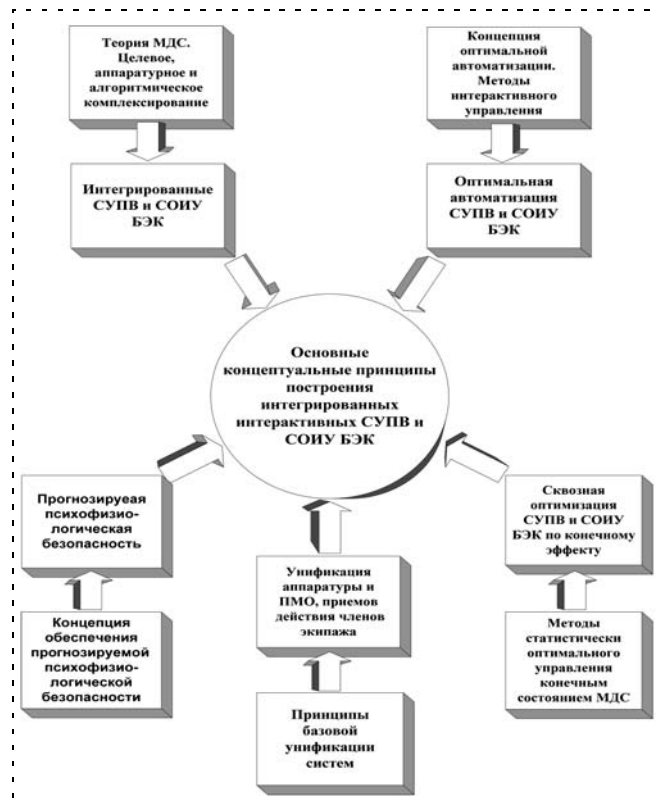 Теория МДС.
Целевое,
аппаратурное и
алгоритмическое
комплексирование
Концепция
оптимальной
автоматизации.
Методы
интерактивного
управления
Интегрированные
СУПВ и СОИУ
БЭК
Оптимальная
автоматизация
СУПВ и СОИУ
БЭК
Основные
концептуальные принципы
построения
интегрированных
интерактивных СУПВ и
СОИУ БЭК
Прогнозируеая
психофизио-
логическая
безопасность
Сквозная
оптимизация
СУПВ и СОИУ
БЭК по конечному
эффекту
Унификация
аппаратуры и
ПМО, приемов
действия членов
экипажа
Концепция
обеспечения
прогнозируемой
психофизио-
логической
безопасности
Методы
статистически
оптимального
управления
конечным
состоянием МДС
Принципы
базовой
унификации
систем